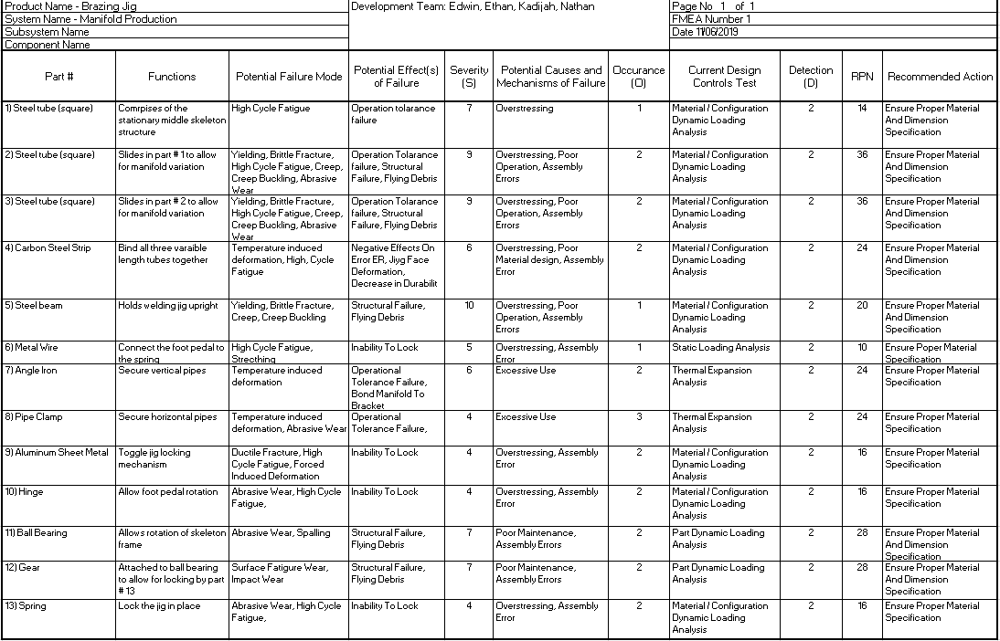 Product Name - Brazing Jig
Development Team: Edwin, Ethan, Kadijah, Nathan
Page No 1 of 1
System Name - Manifold Production
FMEA Number 1
Subsystem Name
Date 11/06/2019
Component Name
Part #
Functions
Potential Failure Mode
Potential Effect(s)
of Failure
Severity
(S)
Potential Causes and
Mechanisms of Failure
Occurance
(O)
Current Design
Controls Test
Detection
(D)
RPN
Recommended Action
1) Steel tube (square)
Comrpises of the
stationary middle skeleton
structure
High Cycle Fatigue
Operation tolarance
failure
7
Overstressing
1
Material / Configuration
Dynamic Loading
Analysis
2
14
Ensure Proper Material
And Dimension
Specification
2) Steel tube (square)
Slides in part # 1 to allow
for manifold variation
Yielding, Brittle Fracture,
High Cycle Fatigue, Creep,
Creep Buckling, Abrasive
Wear
Operation Tolarance
failure, Structural
Failure, Flying Debris
9
Overstressing, Poor
Operation, Assembly
Errors
2
Material / Configuration
Dynamic Loading
Analysis
2
36
Ensure Proper Material
And Dimension
Specification
3) Steel tube (square)
Slides in part # 2 to allow
for manifold variation
Yielding, Brittle Fracture,
High Cycle Fatigue, Creep,
Creep Buckling, Abrasive
Wear
Operation Tolarance
failure, Structural
Failure, Flying Debris
9
Overstressing, Poor
Operation, Assembly
Errors
2
Material / Configuration
Dynamic Loading
Analysis
2
36
Ensure Proper Material
And Dimension
Specification
4) Carbon Steel Strip
Bind all three varaible
length tubes together
Temperature induced
deformation, High, Cycle
Fatigue
Negative Effects On
Error ER, Jiyg Face
Deformation,
Decrease in Durabilit
6
Overstressing, Poor
Material design, Assembly
Error
2
Material / Configuration
Dynamic Loading
Analysis
2
24
Ensure Proper Material
And Dimension
Specification
5) Steel beam
Holds welding jig upright
Yielding, Brittle Fracture,
Creep, Creep Buckling
Structural Failure,
Flying Debris
10
Overstressing, Poor
Operation, Assembly
Errors
1
Material / Configuration
Dynamic Loading
Analysis
2
20
Ensure Proper Material
And Dimension
Specification
6) Metal Wire
Connect the foot pedal to
the spring
High Cycle Fatigue,
Strecthing
Inability To Lock
5
Overstressing, Assembly
Error
1
Static Loading Analysis
2
10
Ensure Poper Material
Specification
7) Angle Iron
Secure vertical pipes
Temperature induced
deformation
Operational
Tolerance Failure,
Bond Manifold To
Bracket
6
Excessive Use
2
Thermal Expansion
Analysis
2
24
Ensure Proper Material
Specification
8) Pipe Clamp
Secure horizontal pipes
Temperature induced
deformation, Abrasive Wear
Operational
Tolerance Failure,
4
Excessive Use
3
Thermal Expansion
Analysis
2
24
Ensure Proper Material
Specification
9) Aluminum Sheet Metal
Toggle jig locking
mechanism
Ductile Fracture, High
Cycle Fatigue, Forced
Induced Deformation
Inability To Lock
4
Overstressing, Assembly
Error
2
Material / Configuration
Dynamic Loading
Analysis
2
16
Ensure Proper Material
Specification
10) Hinge
Allow foot pedal rotation
Abrasive Wear, High Cycle
Fatigue,
Inability To Lock
4
Overstressing, Assembly
Error
2
Material / Configuration
Dynamic Loading
Analysis
2
16
Ensure Proper Material
Specification
11) Ball Bearing
Allows rotation of skeleton
frame
Abrasive Wear, Spalling
Structural Failure,
Flying Debris
7
Poor Maintenance,
Assembly Errors
2
Part Dynamic Loading
Analysis
2
28
Ensure Proper Material
And Dimension
Specification
12) Gear
Attached to ball bearing
to allow for locking by part
# 13
Surface Fatigure Wear,
Impact Wear
Structural Failure,
Flying Debris
7
Poor Maintenance,
Assembly Errors
2
Part Dynamic Loading
Analysis
2
28
Ensure Proper Material
And Dimension
Specification
13) Spring
Lock the jig in place
Abrasive Wear, High Cycle
Fatigue,
Inability To Lock
4
Overstressing, Assembly
Error
2
Material / Configuration
Dynamic Loading
Analysis
2
16
Ensure Proper Material
Specification